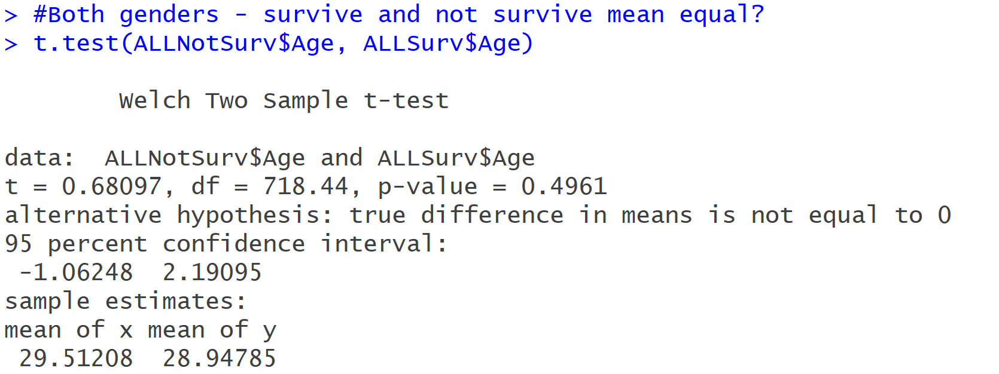 > #Both genders - survive and not survive mean equal?
> t.test(ALLNotSurv$Age, ALLSurv$Age)
Welch Two Sample t-test
data:  ALLNotSurv$Age and ALLSurv$Age
t = 0.68097, df = 718.44, p-value = 0.4961
alternative hypothesis: true difference in means is not equal to 0
95 percent confidence interval:
-1.06248  2.19095
sample estimates:
mean of x mean of y
29.51208  28.94785